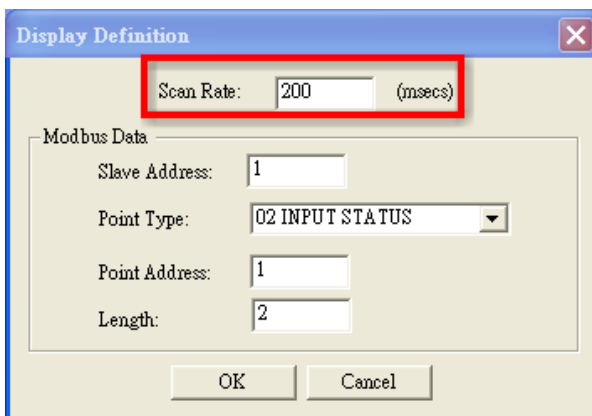 Display Definition
Scan Rate: 200 (msecs)
Modbus Data
Slave Address: 1
Point Type: 02 INPUT STATUS
Point Address: 1
Length: 2
OK Cancel